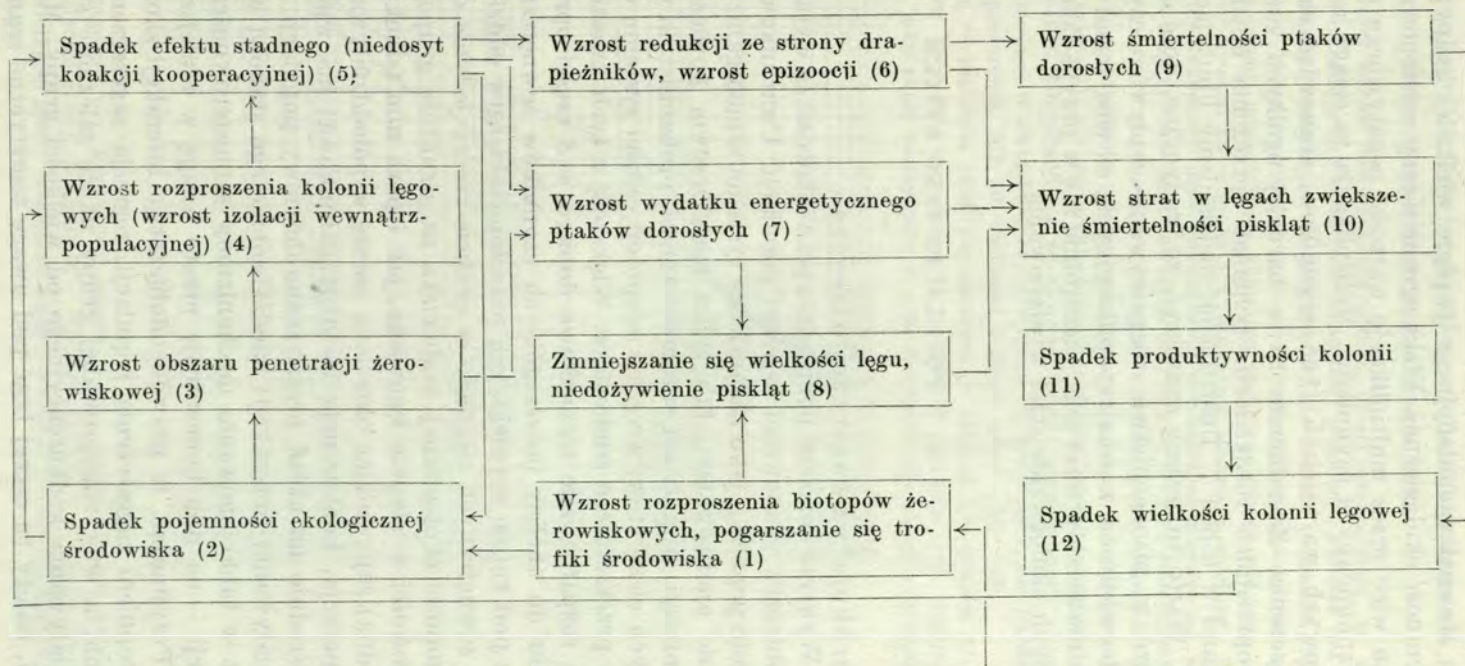 Spadek efektu stadnego (niedosyt
koakcji kooperacyjnej) (5)
Wzrost redukcji ze strony dra-
pieżników, wzrost epizoocji (6)
Wzrost śmiertelności ptaków
dorosłych (9)
Wzrost rozproszenia kolonii lęgo-
wych (wzrost izolacji wewnątrz-
populacyjnej) (4)
Wzrost wydatku energetycznego
ptaków dorosłych (7)
Wzrost strat w lęgach zwiększe-
nie śmiertelności piskląt (10)
Wzrost obszaru penetracji żero-
wiskowej (3)
Zmniejszanie się wielkości lęgu,
niedożywienie piskląt (8)
Spadek produktywności kolonii
(11)
Spadek pojemności ekologicznej
środowiska (2)
Wzrost rozproszenia biotopów że-
rowiskowych, pogarszanie się tro-
fiki środowiska (1)
Spadek wielkości kolonii lęgowej
(12)